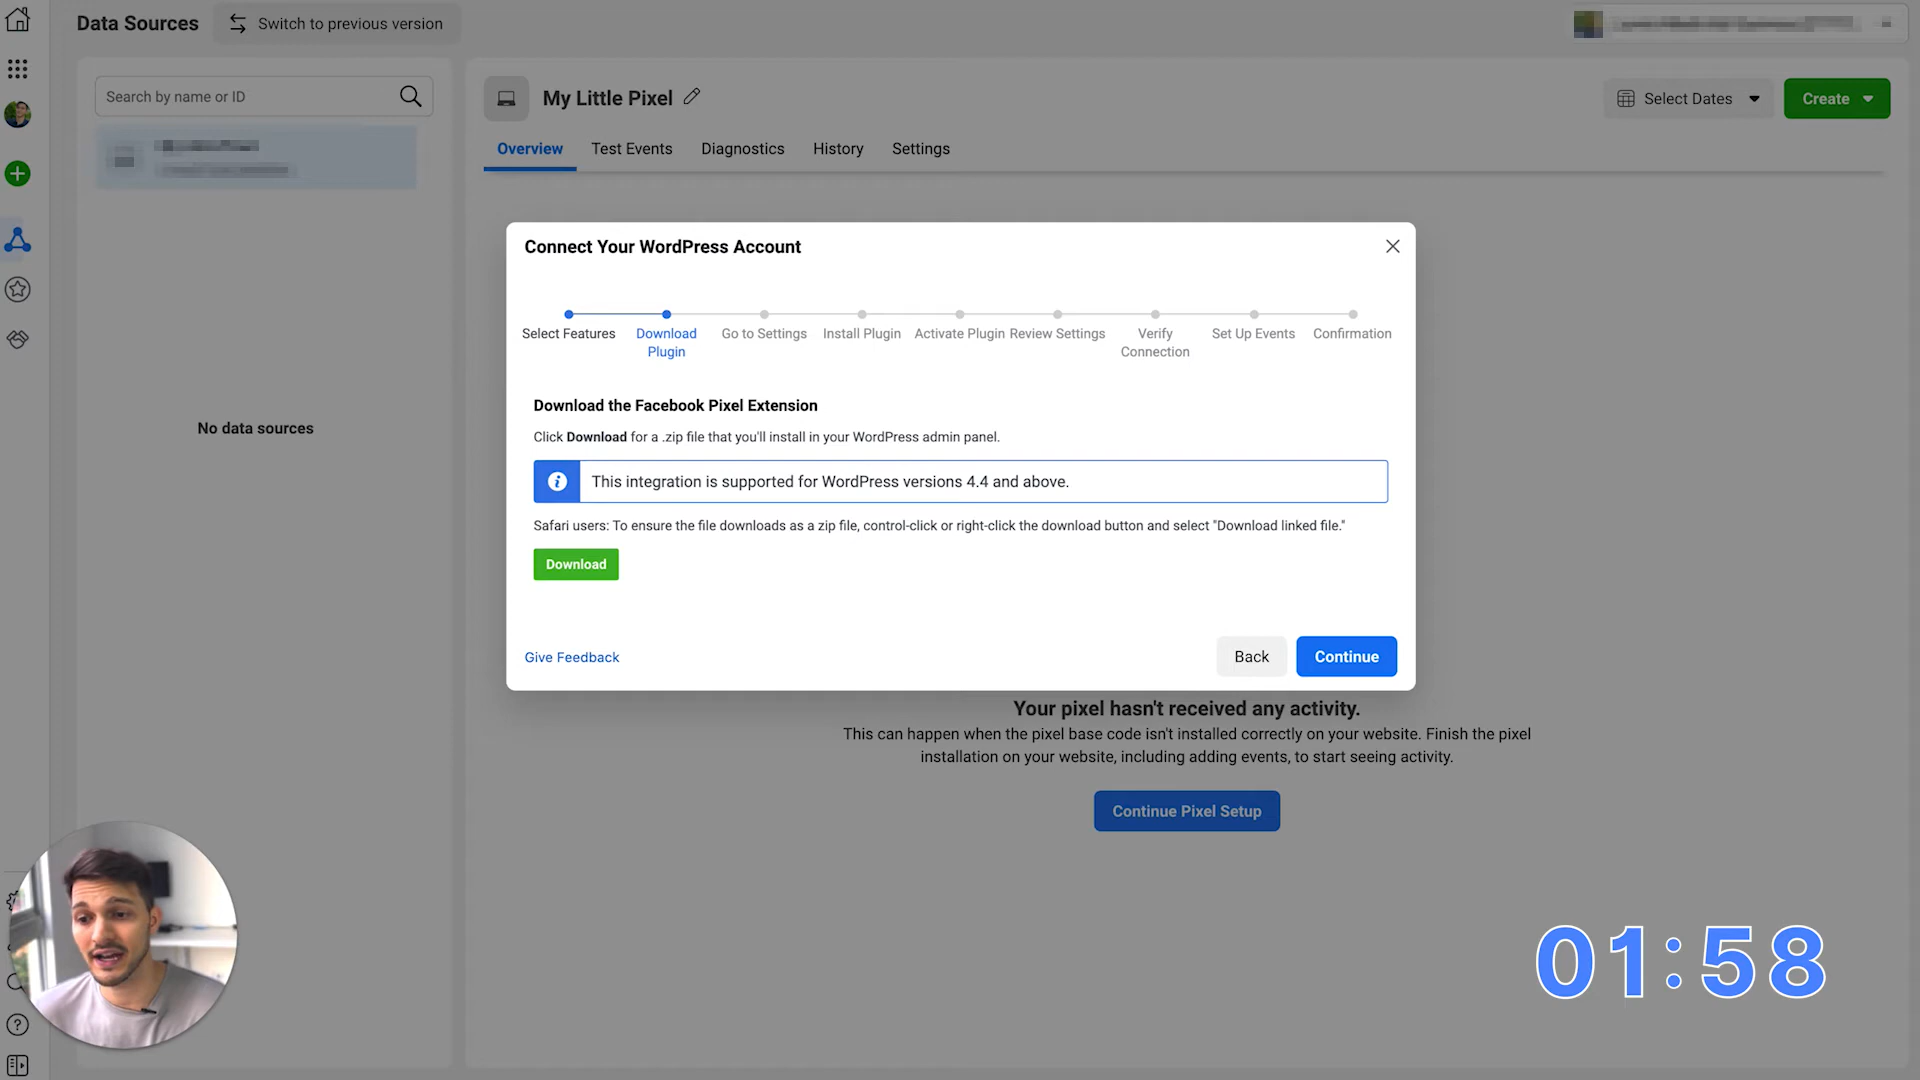 Data Sources
Switch to previous version
Search by name or ID
No data sources
My Little Pixel
Select Dates
Create
Overview
Test Events
Diagnostics
History
Settings
Connect Your WordPress Account
Select Features
Download
Plugin
Go to Settings
Install Plugin
Activate Plugin
Review Settings
Verify
Connection
Set Up Events
Confirmation
Download the Facebook Pixel Extension
Click Download for a .zip file that you'll install in your WordPress admin panel.
This integration is supported for WordPress versions 4.4 and above.
Safari users: To ensure the file downloads as a zip file, control-click or right-click the download button and select "Download linked file."
Download
Give Feedback
Back
Continue
Your pixel hasn't received any activity.
This can happen when the pixel base code isn't installed correctly on your website. Finish the pixel
installation on your website, including adding events, to start seeing activity.
Continue Pixel Setup
01:58